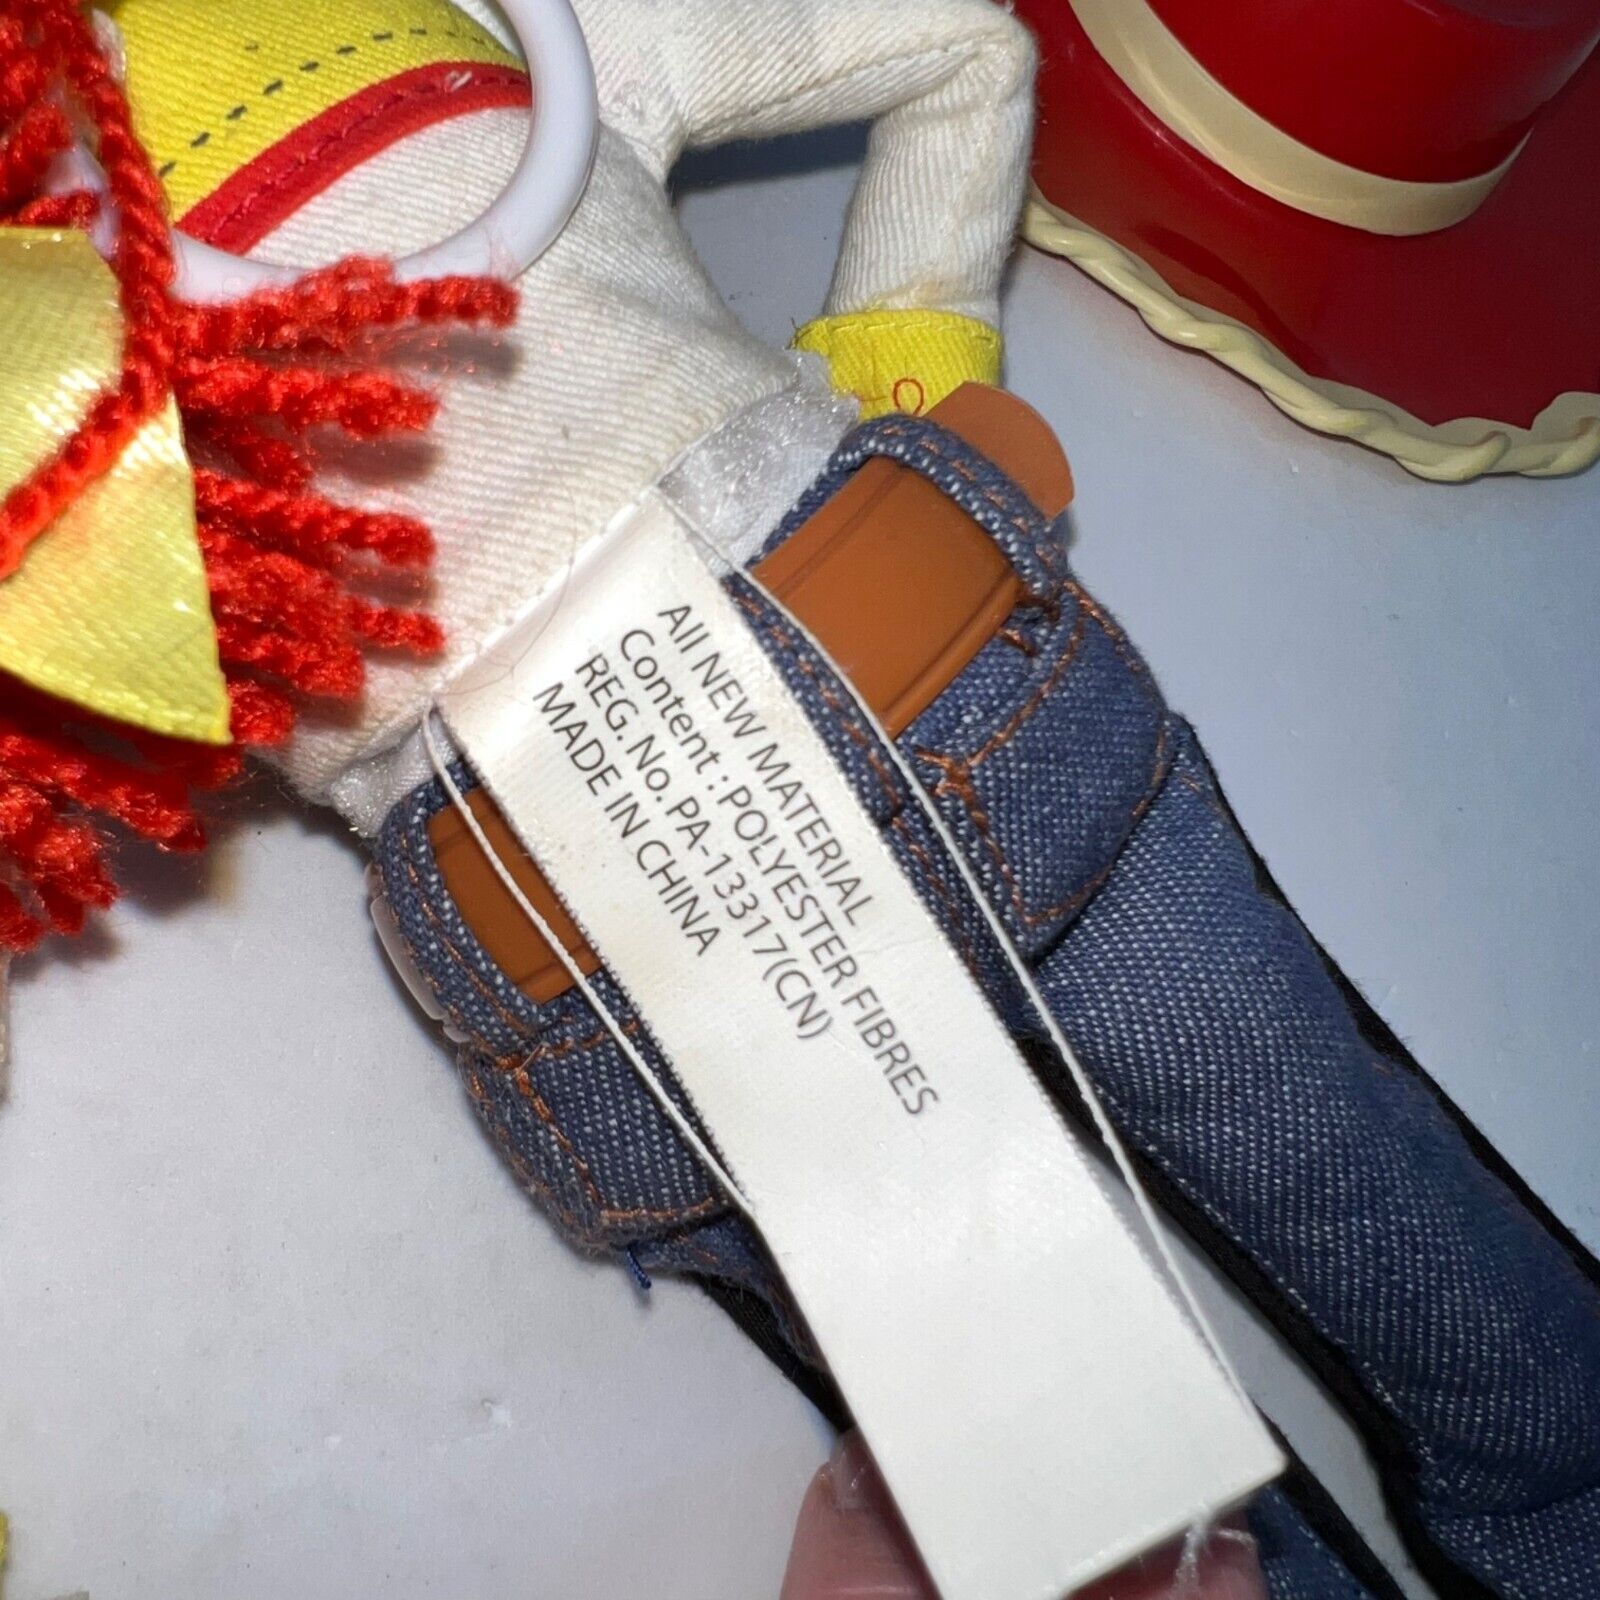 All NEW MATERIAL
Content : POLYESTER FIBRES
REG. No. PA-13317(CN)
MADE IN CHINA